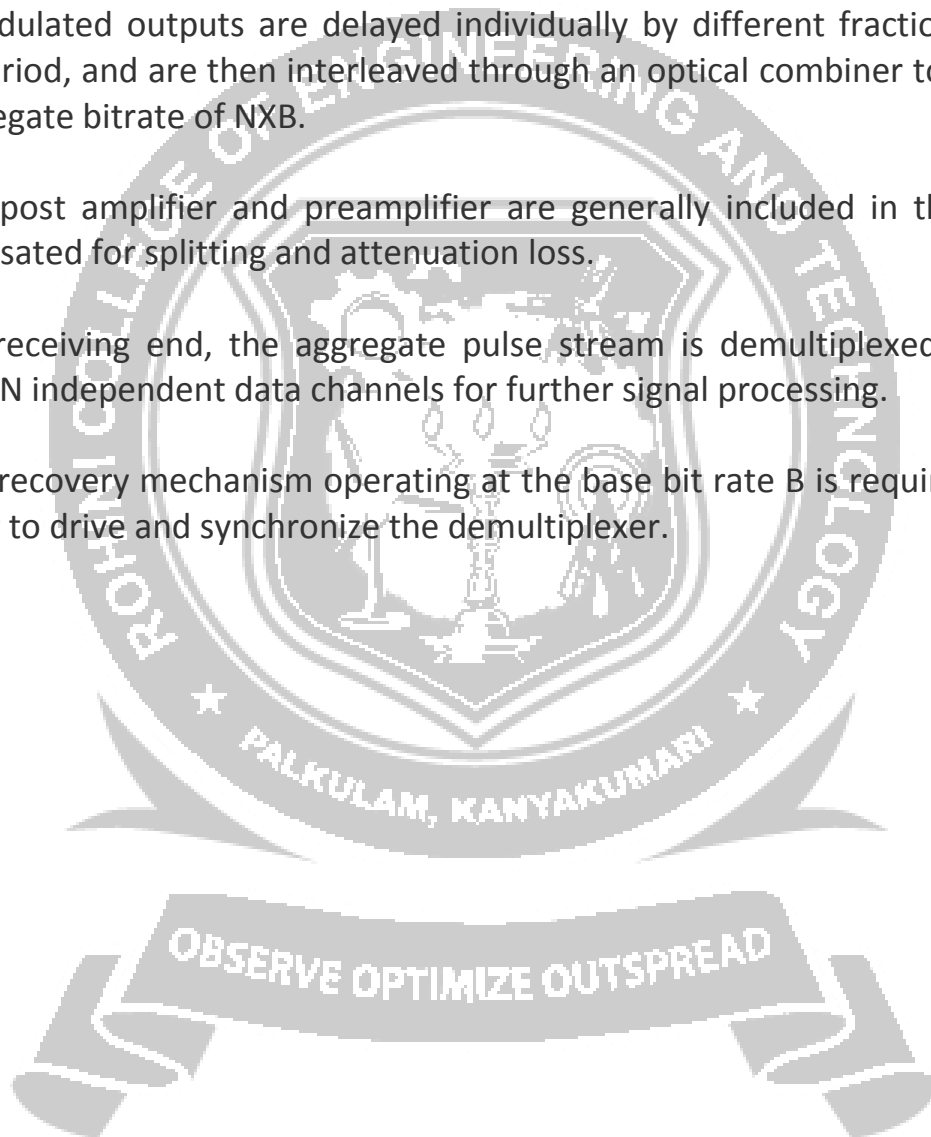 dulated outputs are delayed individually by different fractio
riod, and are then interleaved through an optical combiner to
egate bitrate of NXB.
post amplifier and preamplifier are generally included in th
sated for splitting and attenuation loss.
receiving end, the aggregate pulse stream is demultiplexed
N independent data channels for further signal processing.
recovery mechanism operating at the base bit rate B is requir
to drive and synchronize the demultiplexer.
ROHINI COLLEGE OF ENGINEERING AND TECHNOLOGY
PALKULAM, KANYAKUMARI
OBSERVE OPTIMIZE OUTSPREAD